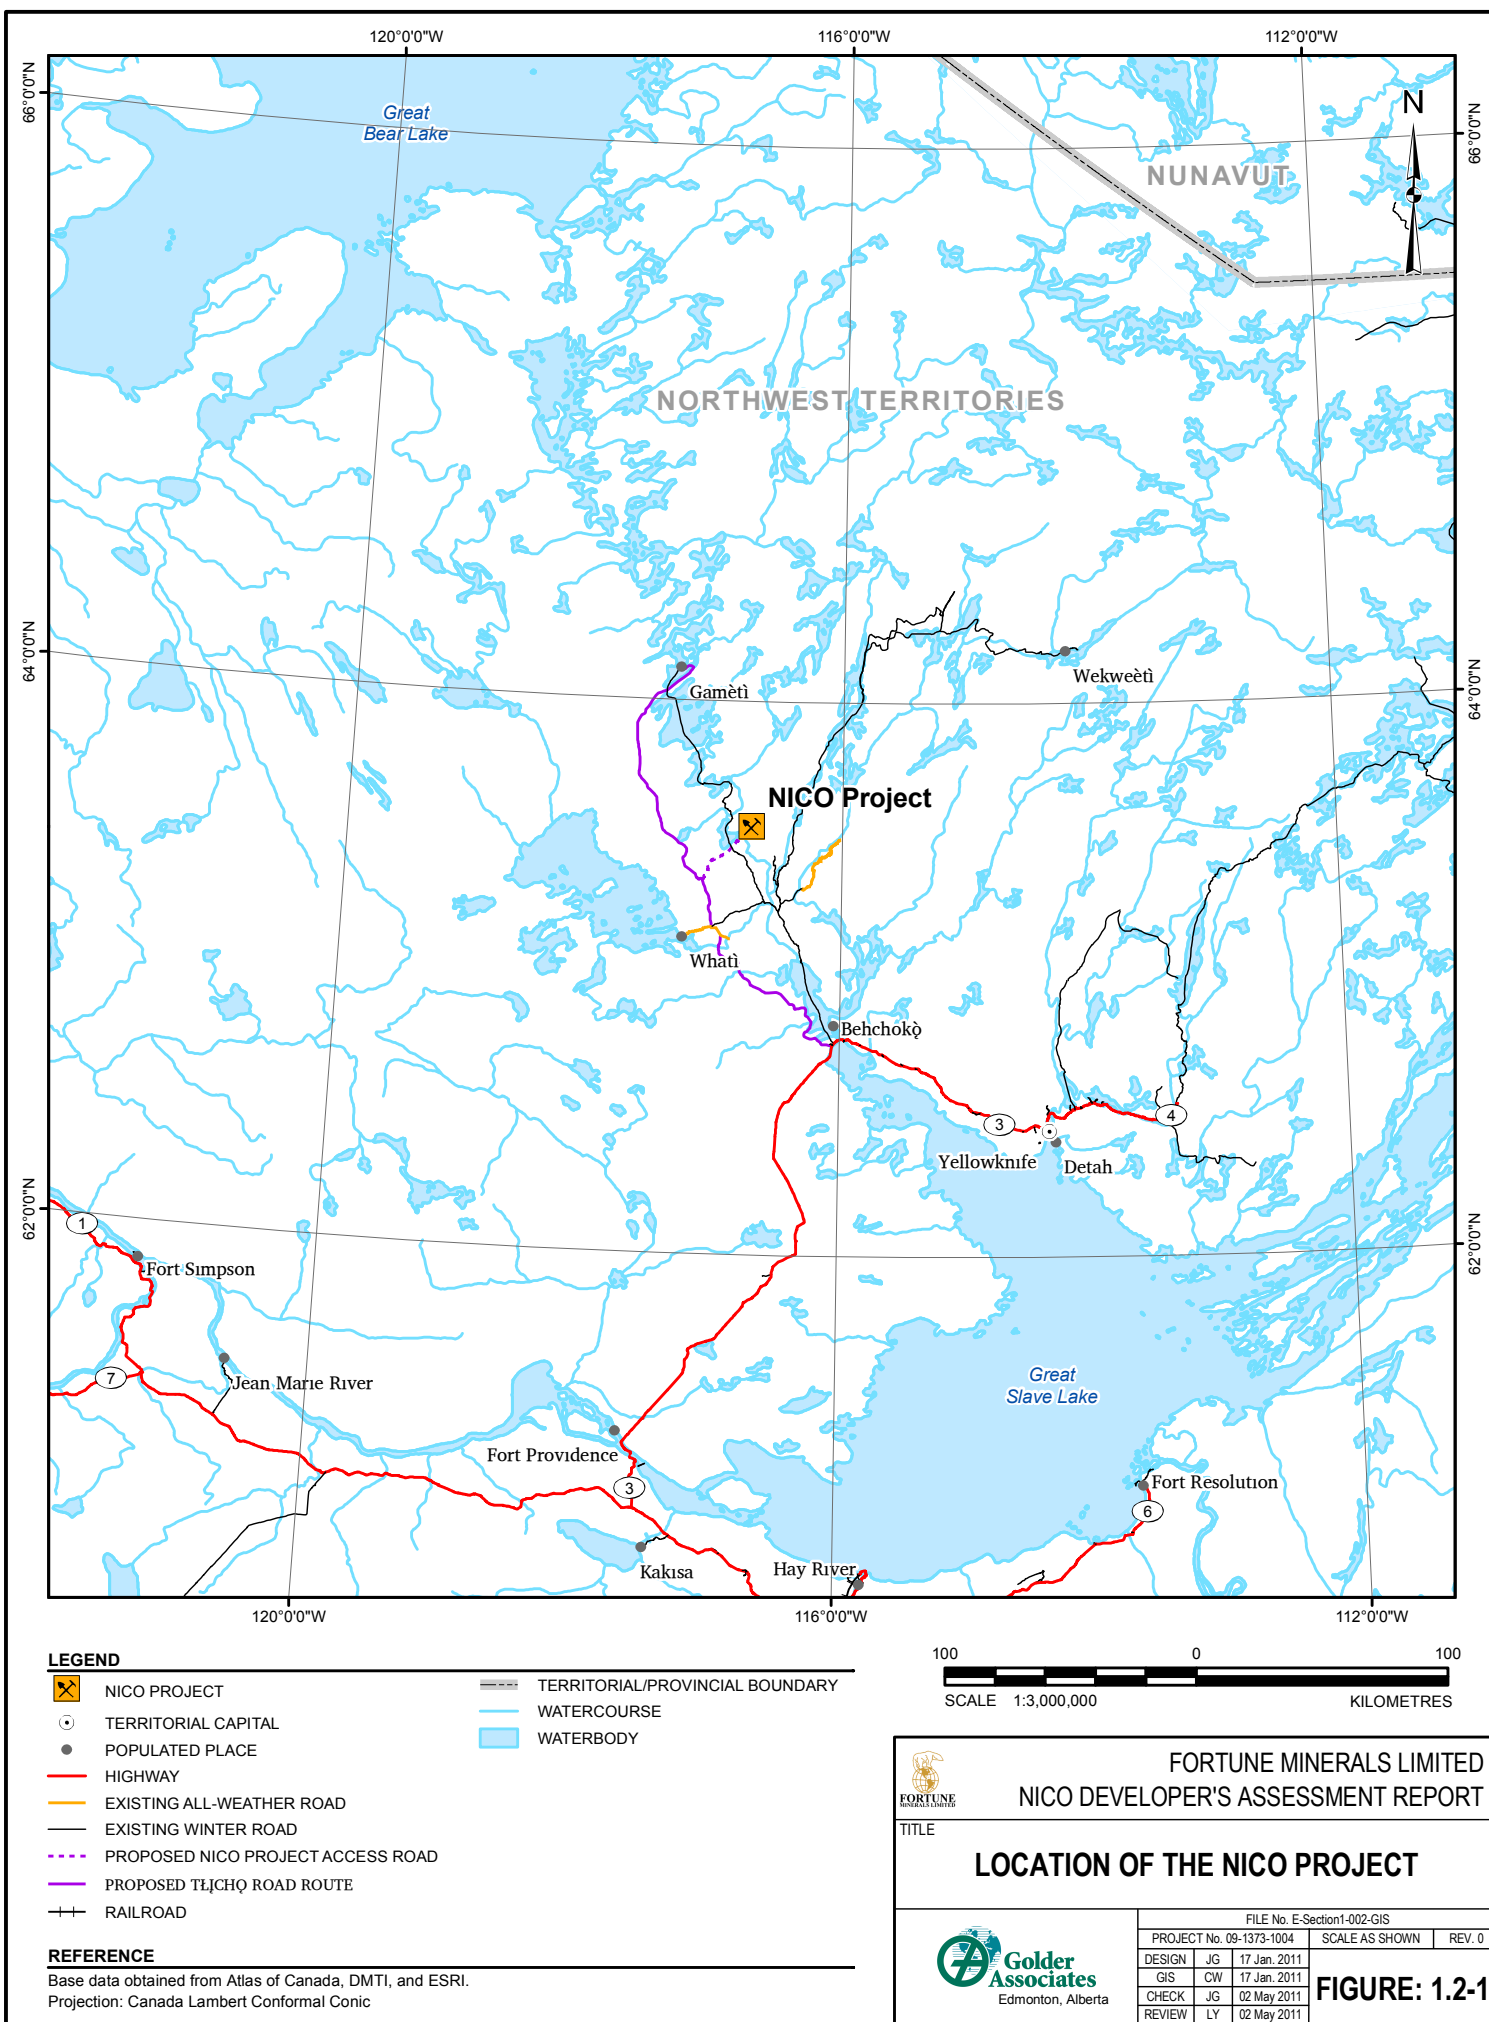 120°0'0"W
116°0'0"W
112°0'0"W
66°0'0"N
66°0'0"N
Great
Bear Lake
N
NUNAVUT
NORTHWEST TERRITORIES
64°0'0"N
64°0'0"N
Gamètì
Wekweètì
NICO Project
Whatì
Behchokǫ̀
3
4
Yellowknife
Detah
62°0'0"N
62°0'0"N
1
Fort Simpson
7
Jean Marie River
Great
Slave Lake
Fort Providence
3
Fort Resolution
6
Kakisa
Hay River
120°0'0"W
116°0'0"W
112°0'0"W
LEGEND
NICO PROJECT
TERRITORIAL CAPITAL
POPULATED PLACE
HIGHWAY
EXISTING ALL-WEATHER ROAD
EXISTING WINTER ROAD
PROPOSED NICO PROJECT ACCESS ROAD
PROPOSED TŁĮCHǪ ROAD ROUTE
RAILROAD
TERRITORIAL/PROVINCIAL BOUNDARY
WATERCOURSE
WATERBODY
REFERENCE
Base data obtained from Atlas of Canada, DMTI, and ESRI.
Projection: Canada Lambert Conformal Conic
100 0 100
SCALE 1:3,000,000 KILOMETRES
FORTUNE
MINERALS LIMITED
FORTUNE MINERALS LIMITED
NICO DEVELOPER'S ASSESSMENT REPORT
TITLE
LOCATION OF THE NICO PROJECT
Golder
Associates
Edmonton, Alberta
FILE No. E-Section1-002-GIS
PROJECT No. 09-1373-1004 SCALE AS SHOWN REV. 0
DESIGN JG 17 Jan. 2011
GIS CW 17 Jan. 2011
CHECK JG 02 May 2011
REVIEW LY 02 May 2011
FIGURE: 1.2-1